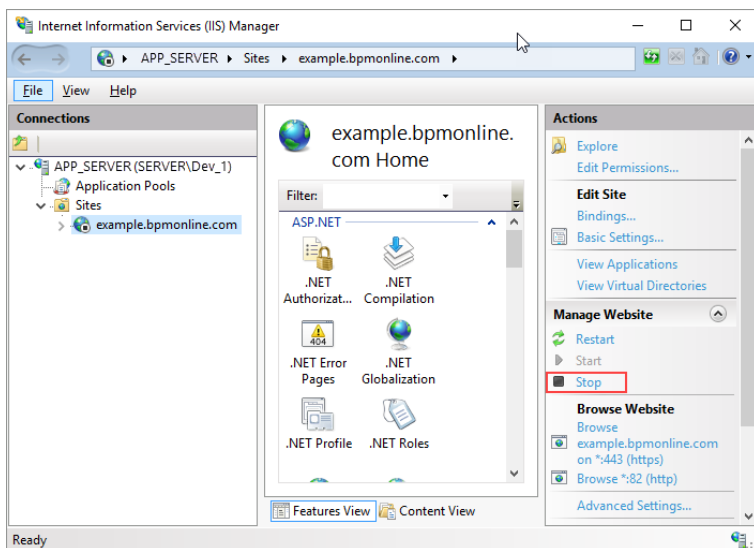 Internet Information Services (IIS) Manager
APP_SERVER
Sites
example.bpmonline.com
File View Help
Connections
APP_SERVER (SERVER\Dev_1)
Application Pools
Sites
example.bpmonline.com
example.bpmonline.
com Home
Filter:
ASP.NET
.NET
Authorizat...
.NET
Compilation
404
.NET Error
Pages
.NET
Globalization
.NET Profile
.NET Roles
Features View
Content View
Actions
Explore
Edit Permissions...
Edit Site
Bindings...
Basic Settings...
View Applications
View Virtual Directories
Manage Website
Restart
Start
Stop
Browse Website
Browse
example.bpmonline.com
on *:443 (https)
Browse *:82 (http)
Advanced Settings...
Ready